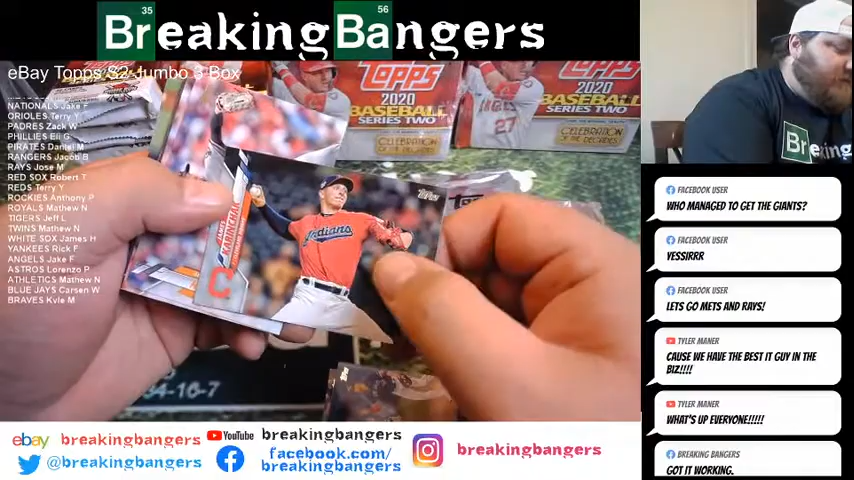 35
56
BreakingBangers
eBay Topps S2 Jumbo 3 Box
NATIONALS Jake F
ORIOLES Terry Y
PADRES Zack W
PHILLIES Eli G
PIRATES Daniel M
RANGERS Jacob B
RAYS Jose M
RED SOX Robert T
REDS Terry Y
ROCKIES Anthony P
ROYALS Mathew N
TIGERS Jeff L
TWINS Mathew N
WHITE SOX James H
YANKEES Rick F
ANGELS Jake F
ASTROS Lorenzo P
ATHLETICS Mathew N
BLUE JAYS Carsen W
BRAVES Kyle M
TOPPS
2020
BASEBALL
SERIES TWO
CELEBRATION
OF THE DECADES
ANGELS
27
TOPPS
2020
BASEBALL
SERIES TWO
CELEBRATION
OF THE DECADES
Topps
Indians
JAMES
KARINCHAK
C
Breaking
FACEBOOK USER
WHO MANAGED TO GET THE GIANTS?
FACEBOOK USER
YESSIRRR
FACEBOOK USER
LETS GO METS AND RAYS!
TYLER MANER
CAUSE WE HAVE THE BEST IT GUY IN THE
BIZ!!!!
TYLER MANER
WHAT'S UP EVERYONE!!!!!
BREAKING BANGERS
GOT IT WORKING.
ebay breakingbangers
YouTube breakingbangers
@breakingbangers
facebook.com/
breakingbangers
breakingbangers